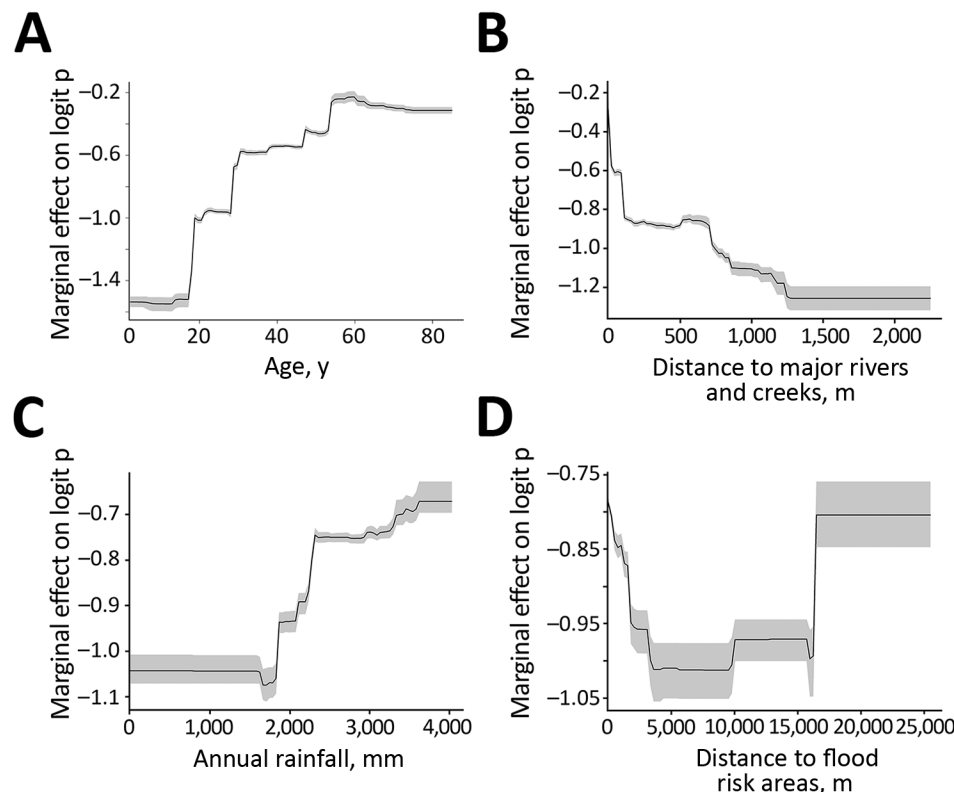 A
Marginal effect on logit p
−0.2
−0.6
−1.0
−1.4
0 20 40 60 80
Age, y
B
Marginal effect on logit p
−0.2
−0.4
−0.6
−0.8
−1.0
−1.2
0 500 1,000 1,500 2,000
Distance to major rivers
and creeks, m
C
Marginal effect on logit p
−0.7
−0.8
−0.9
−1.0
−1.1
0 1,000 2,000 3,000 4,000
Annual rainfall, mm
D
Marginal effect on logit p
−0.75
−0.85
−0.95
−1.05
0 5,000 10,000 15,000 20,000 25,000
Distance to flood
risk areas, m